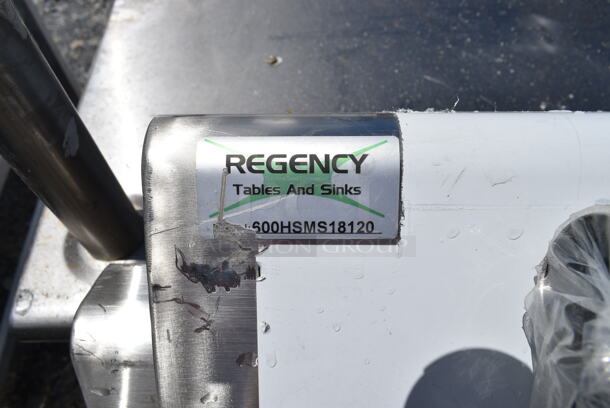 REGENCY
Tables And Sinks
600HSMS18120